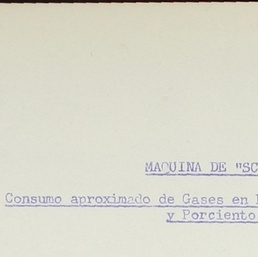 MAQUINA DE "SC
Consumo aproximado de Gases en
y Porciento